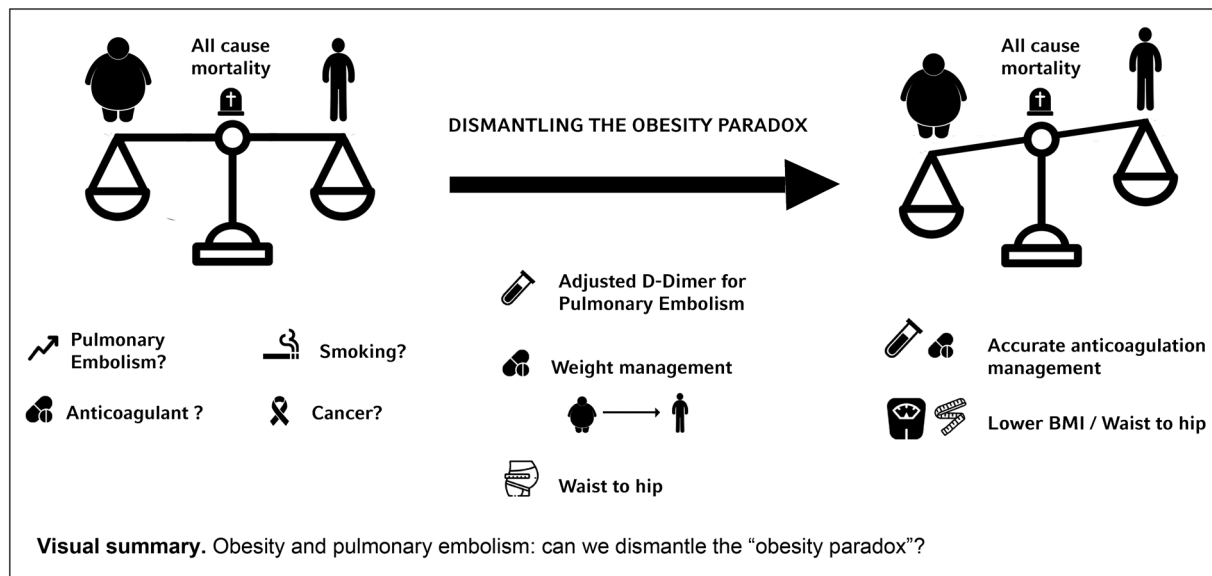 All cause
mortality
DISMANTLING THE OBESITY PARADOX
All cause
mortality
Pulmonary
Embolism?
Smoking?
Anticoagulant ?
Cancer?
Adjusted D-Dimer for
Pulmonary Embolism
Weight management
Waist to hip
Accurate anticoagulation
management
Lower BMI / Waist to hip
Visual summary. Obesity and pulmonary embolism: can we dismantle the “obesity paradox”?